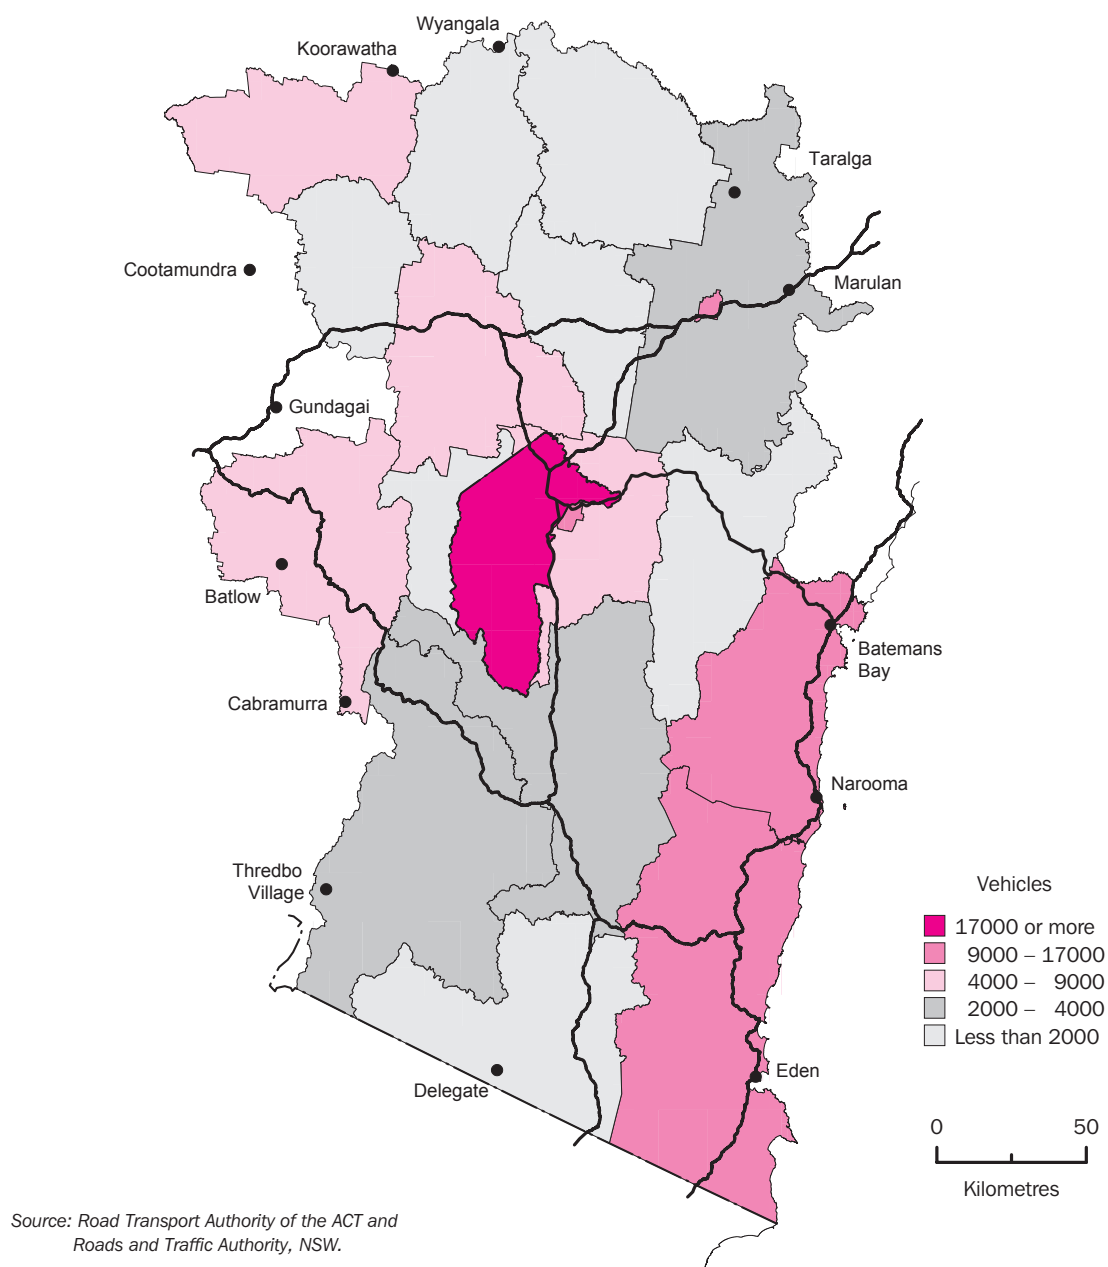 Wyangala
Koorawatha
Taralga
Cootamundra
Marulan
Gundagai
Batlow
Batemans
Bay
Cabramurra
Narooma
Thredbo
Village
Vehicles
17000 or more
9000 – 17000
4000 – 9000
2000 – 4000
Less than 2000
Eden
Delegate
0 50
Kilometres
Source: Road Transport Authority of the ACT and
Roads and Traffic Authority, NSW.